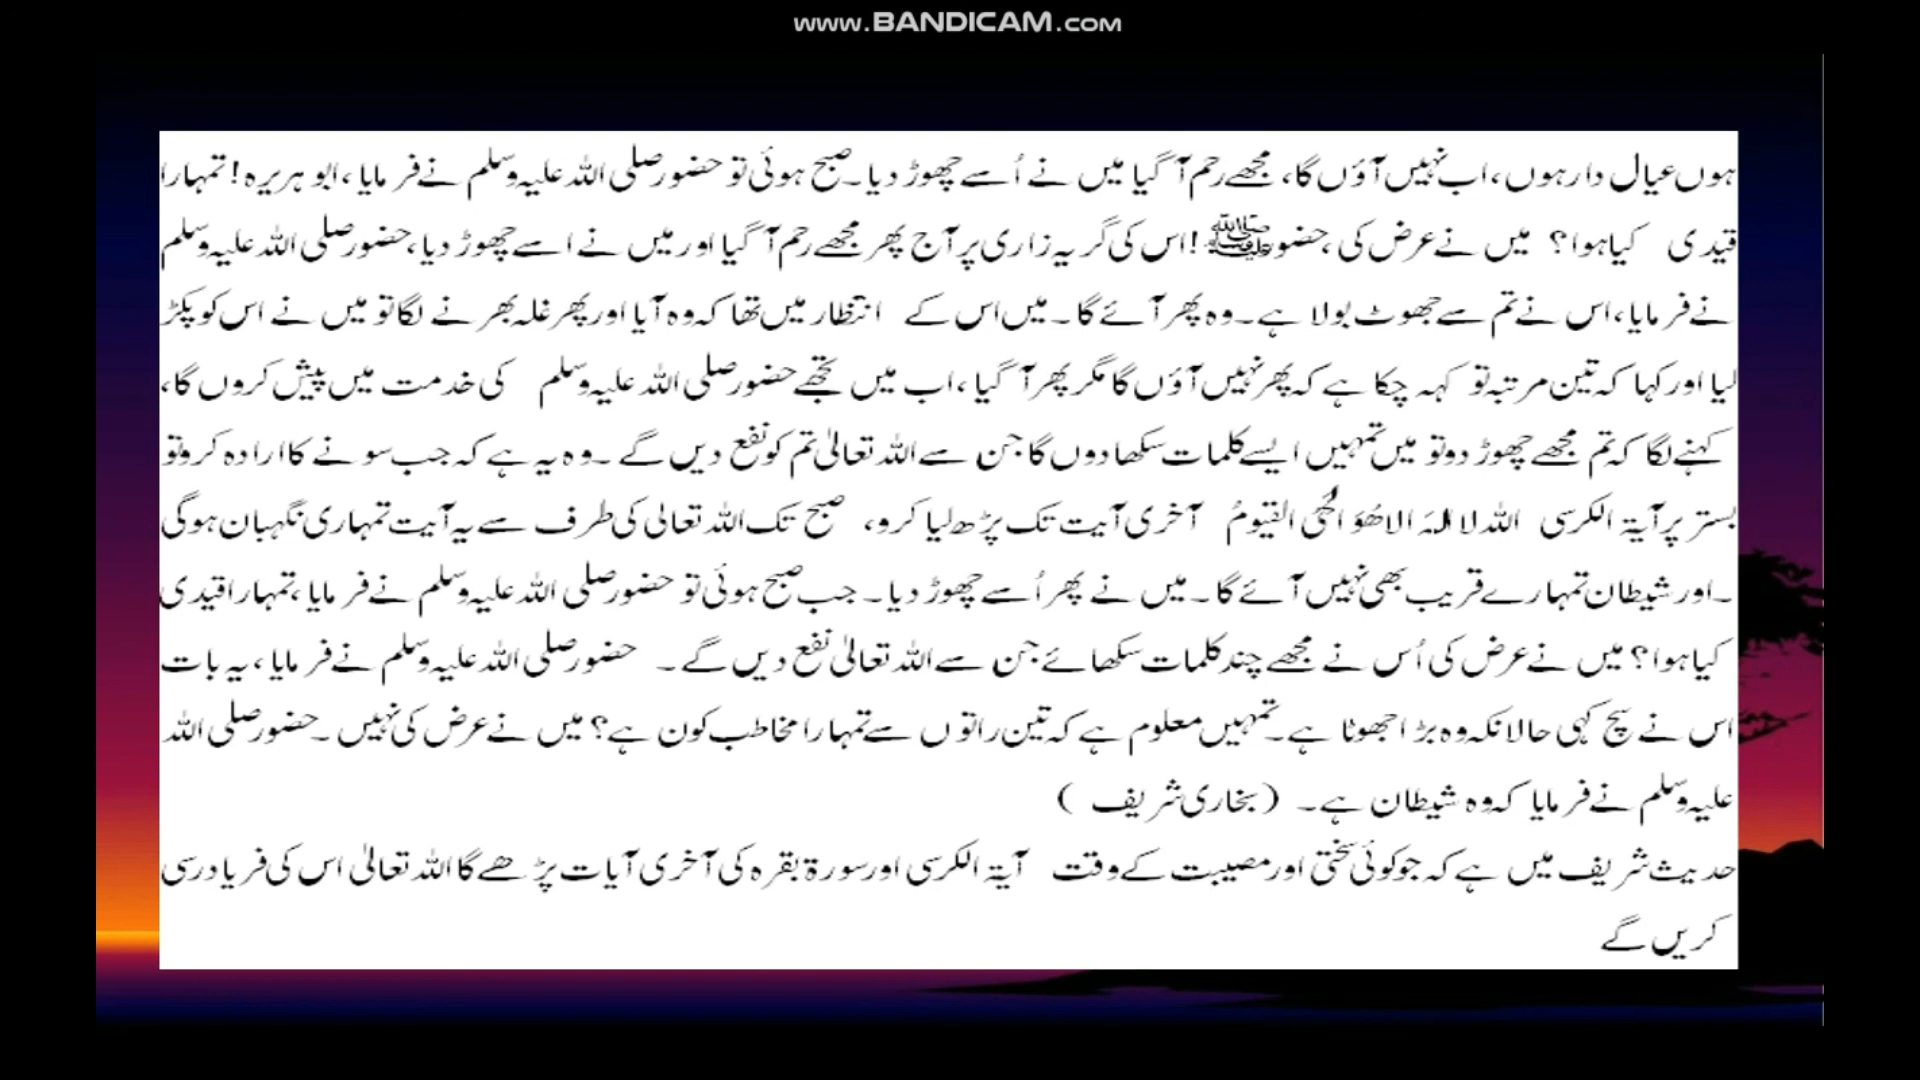 www.BANDICAM.com
ہوں عیال دار ہوں، اب نہیں آؤں گا، مجھے رحم آ گیا میں نے اُسے چھوڑ دیا۔ صبح ہوئی تو حضور صلی اللہ علیہ وسلم نے فرمایا، ابو ہریرہ! تمہارا
قیدی کیا ہوا؟ میں نے عرض کی، حضور ﷺ! اس کی گریہ زاری پر آج پھر مجھے رحم آ گیا اور میں نے اسے چھوڑ دیا، حضور صلی اللہ علیہ وسلم
نے فرمایا، اس نے تم سے جھوٹ بولا ہے۔ وہ پھر آئے گا۔ میں اس کے انتظار میں تھا کہ وہ آیا اور پھر غلہ بھر نے لگا تو میں نے اس کو پکڑ
لیا اور کہا کہ تین مرتبہ تو کہہ چکا ہے کہ پھر نہیں آؤں گا مگر پھر آ گیا، اب میں تجھے حضور صلی اللہ علیہ وسلم کی خدمت میں پیش کروں گا،
کہنے لگا کہ تم مجھے چھوڑ دو تو میں تمہیں ایسے کلمات سکھا دوں گا جن سے اللہ تعالیٰ تم کو نفع دیں گے ۔ وہ یہ ہے کہ جب سونے کا ارادہ کرو تو
بستر پر آیۃ الکرسی اللہ لا الہَ الا ھُوَ الحَیُّ القیومُ آخری آیت تک پڑھ لیا کرو، صبح تک اللہ تعالی کی طرف سے یہ آیت تمہاری نگہبان ہوگی
۔ اور شیطان تمہارے قریب بھی نہیں آئے گا۔ میں نے پھر اُسے چھوڑ دیا۔ جب صبح ہوئی تو حضور صلی اللہ علیہ وسلم نے فرمایا، تمہارا قیدی
کیا ہوا؟ میں نے عرض کی اُس نے مجھے چند کلمات سکھائے جن سے اللہ تعالیٰ نفع دیں گے ۔ حضور صلی اللہ علیہ وسلم نے فرمایا، یہ بات
اس نے سچ کہی حالانکہ وہ بڑا جھوٹا ہے۔ تمہیں معلوم ہے کہ تین راتوں سے تمہارا مخاطب کون ہے؟ میں نے عرض کی نہیں ۔ حضور صلی اللہ
علیہ وسلم نے فرمایا کہ وہ شیطان ہے۔ (بخاری شریف )
حدیث شریف میں ہے کہ جو کوئی سختی اور مصیبت کے وقت آیۃ الکرسی اور سورۃ بقرہ کی آخری آیات پڑھے گا اللہ تعالیٰ اس کی فریاد رسی
کریں گے